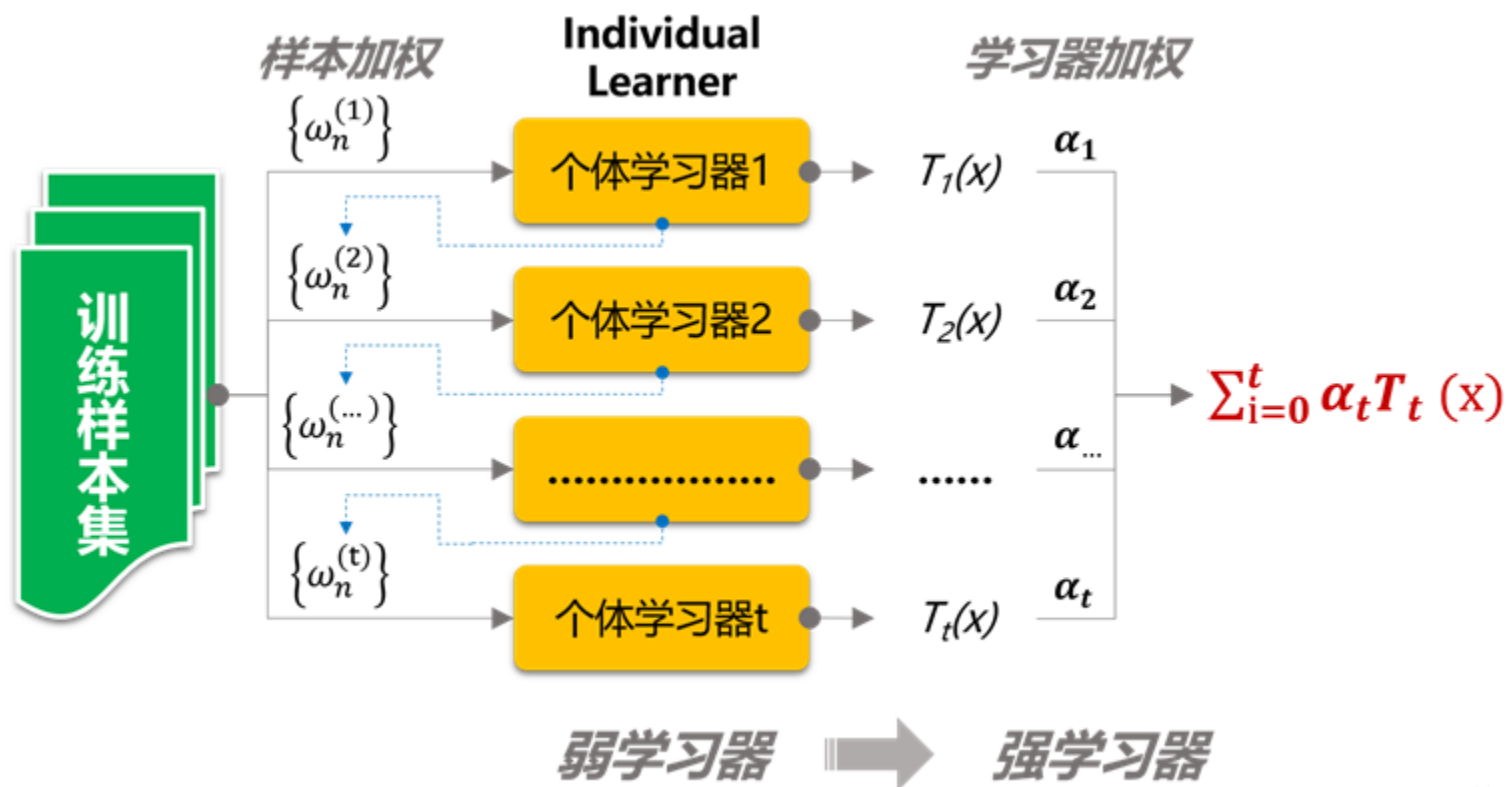 样本加权
Individual
Learner
学习器加权
{ω_n^(1)}
个体学习器1
T_1(x)
α_1
{ω_n^(2)}
个体学习器2
T_2(x)
α_2
训练样本集
{ω_n^(...)}
..................
......
α_...
∑_{i=0}^{t} α_t T_t (x)
{ω_n^(t)}
个体学习器t
T_t(x)
α_t
弱学习器
强学习器